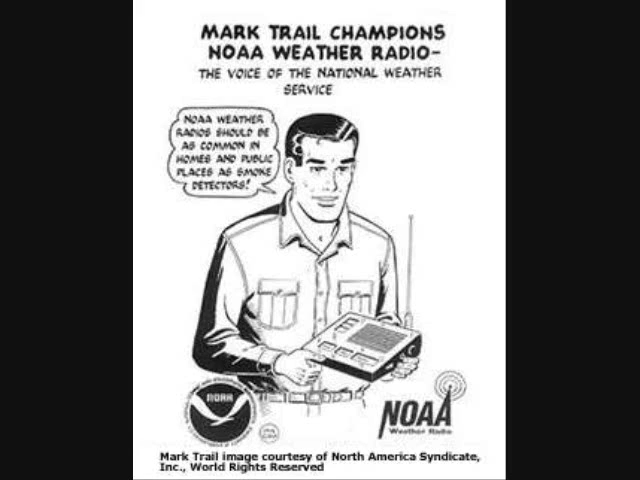 MARK TRAIL CHAMPIONS
NOAA WEATHER RADIO-
THE VOICE OF THE NATIONAL WEATHER
SERVICE
NOAA WEATHER
RADIOS SHOULD BE
AS COMMON IN
HOMES AND PUBLIC
PLACES AS SMOKE
DETECTORS!
NOAA
NOAA
Weather Radio
Mark Trail image courtesy of North America Syndicate,
Inc., World Rights Reserved